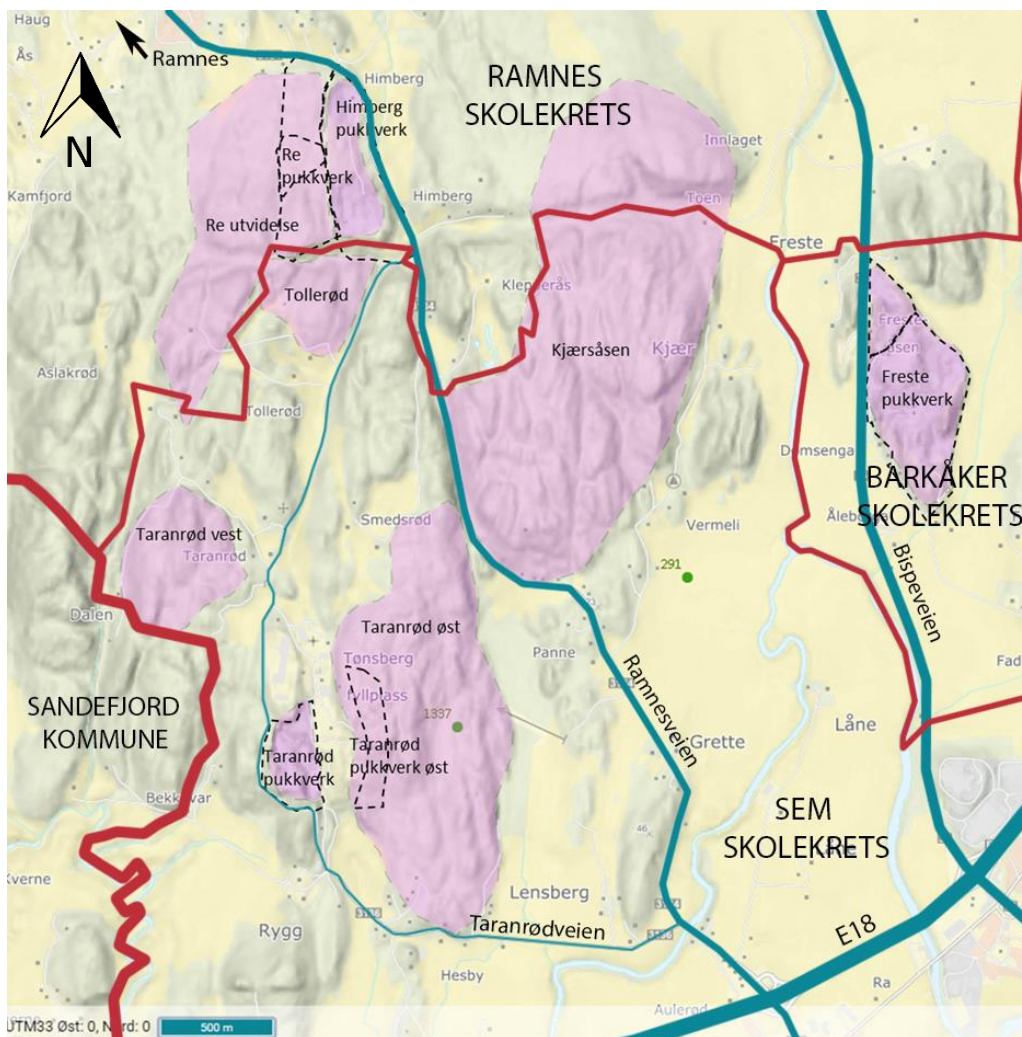 Haug
Ås
Ramnes
N
Himberg
RAMNES
SKOLEKRETS
Himberg
pukkverk
Re
pukkverk
Innlaget
Kamfjord
Himberg
Toen
Re utvidelse
Freste
Tollerød
Klepperås
Kjærsåsen
Kjær
Freste
pukkverk
Aslakrød
Tollerød
Domsenga
BARKÅKER
SKOLEKRETS
Smedsrød
Vermeli
Taranrød vest
Taranrød
291
Bispeveien
Dalen
Taranrød øst
Tønsberg
fyllplass
Panne
Ramnesveien
SANDEFJORD
KOMMUNE
1337
Låne
Grette
Taranrød
pukkverk
Taranrød
pukkverk øst
SEM
SKOLEKRETS
46
Kverne
Lensberg
Rygg
Taranrødveien
E18
Hesby
Ra
Aulerød
UTM33 Øst: 0, Nord: 0
500 m